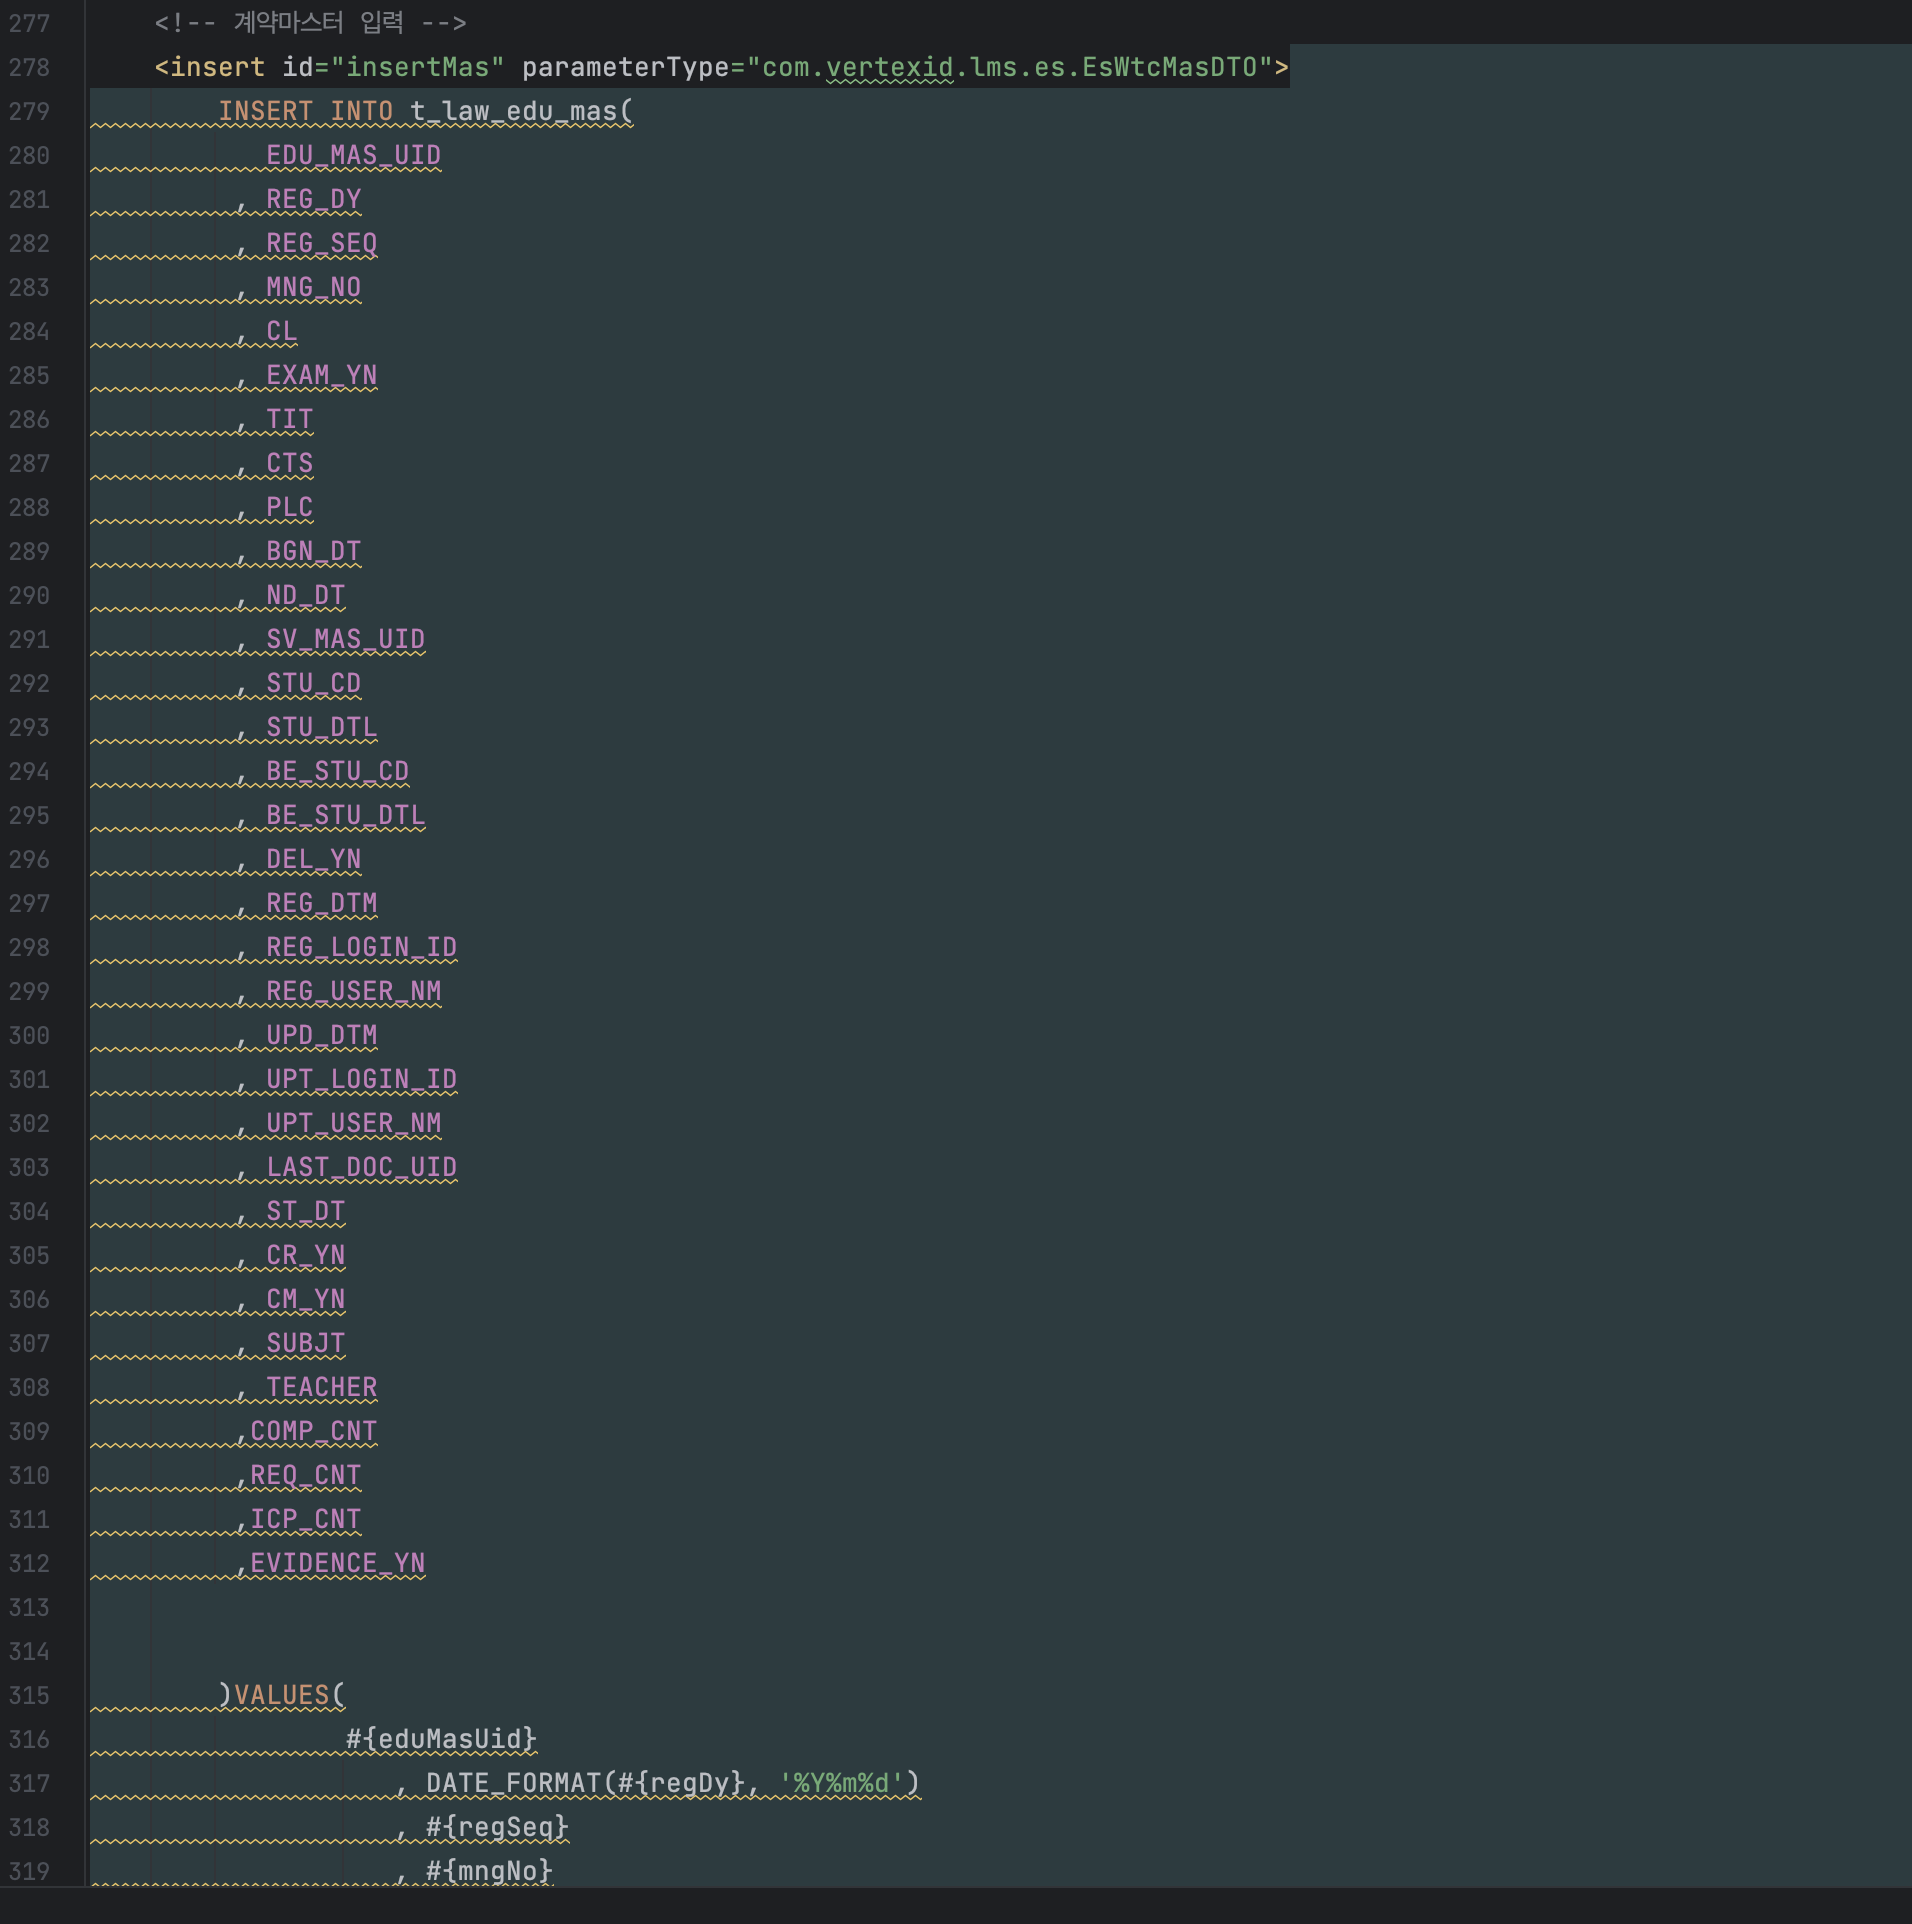 277 <!-- 계약마스터 입력 -->
278 <insert id="insertMas" parameterType="com.vertexid.lms.es.EsWtcMasDTO">
279 INSERT INTO t_law_edu_mas(
280 EDU_MAS_UID
281 , REG_DY
282 , REG_SEQ
283 , MNG_NO
284 , CL
285 , EXAM_YN
286 , TIT
287 , CTS
288 , PLC
289 , BGN_DT
290 , ND_DT
291 , SV_MAS_UID
292 , STU_CD
293 , STU_DTL
294 , BE_STU_CD
295 , BE_STU_DTL
296 , DEL_YN
297 , REG_DTM
298 , REG_LOGIN_ID
299 , REG_USER_NM
300 , UPD_DTM
301 , UPT_LOGIN_ID
302 , UPT_USER_NM
303 , LAST_DOC_UID
304 , ST_DT
305 , CR_YN
306 , CM_YN
307 , SUBJT
308 , TEACHER
309 ,COMP_CNT
310 ,REQ_CNT
311 ,ICP_CNT
312 ,EVIDENCE_YN
313
314
315 )VALUES(
316 #{eduMasUid}
317 , DATE_FORMAT(#{regDy}, '%Y%m%d')
318 , #{regSeq}
319 , #{mngNo}